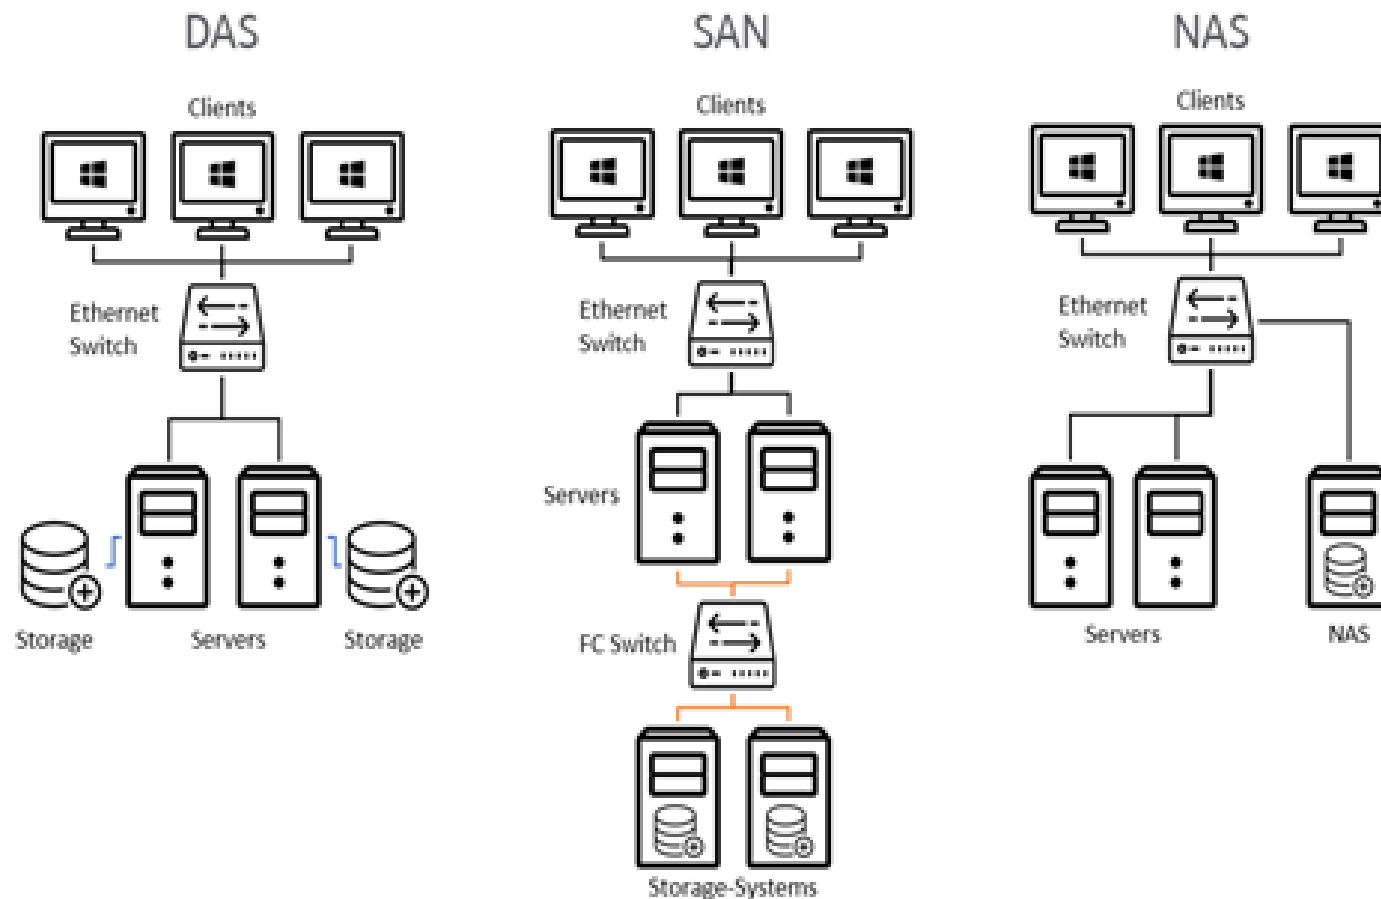 DAS
Clients
Ethernet
Switch
Storage
Servers
Storage
SAN
Clients
Ethernet
Switch
Servers
FC Switch
Storage-Systems
NAS
Clients
Ethernet
Switch
Servers
NAS